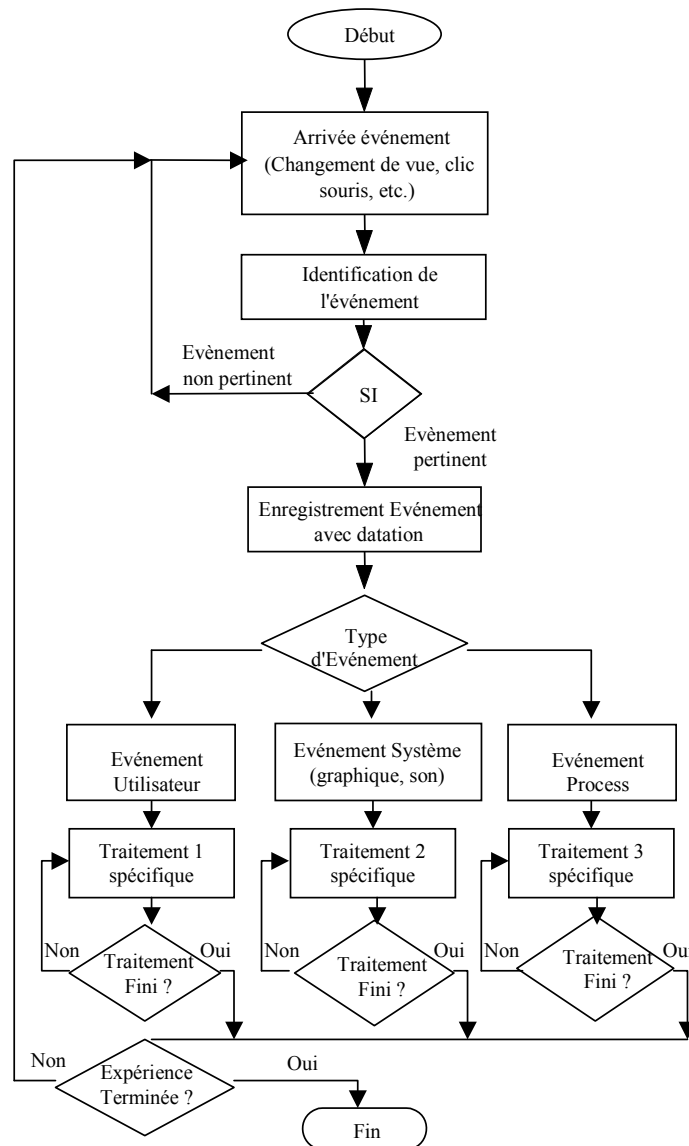 Début
Arrivée événement
(Changement de vue, clic
souris, etc.)
Identification de
l'événement
Evènement
non pertinent
SI
Evènement
pertinent
Enregistrement Evénement
avec datation
Type
d'Evénement
Evénement
Utilisateur
Evénement Système
(graphique, son)
Evénement
Process
Traitement 1
spécifique
Traitement 2
spécifique
Traitement 3
spécifique
Non
Traitement
Fini ?
Oui
Non
Traitement
Fini ?
Oui
Non
Traitement
Fini ?
Oui
Non
Expérience
Terminée ?
Oui
Fin